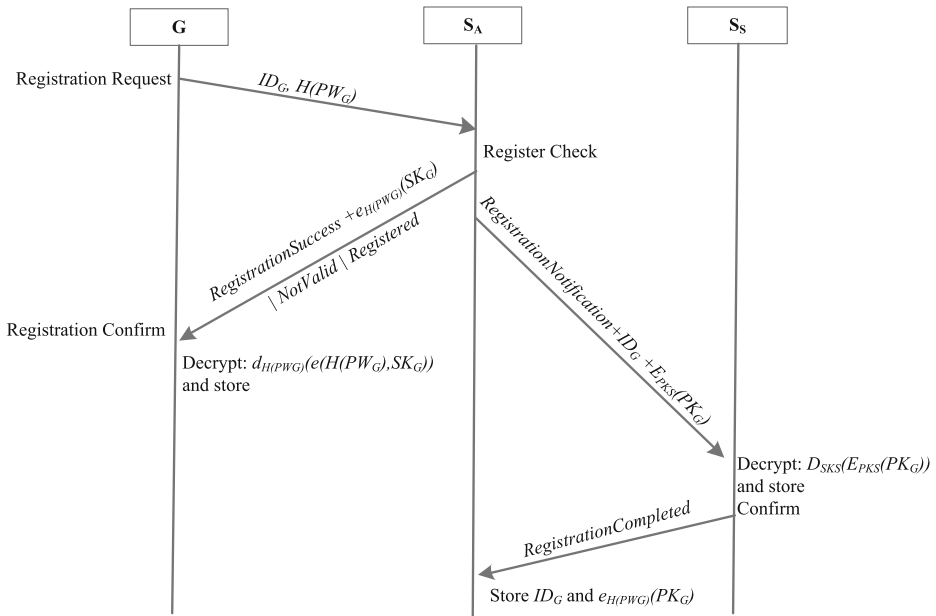 G
S_A
S_S
Registration Request
ID_G, H(PW_G)
Register Check
RegistrationSuccess +e_H(PWG)(SK_G)
| NotValid | Registered
RegistrationNotification+ID_G +E_PKS(PK_G)
Registration Confirm
Decrypt: d_H(PWG)(e(H(PW_G),SK_G))
and store
Decrypt: D_SKS(E_PKS(PK_G))
and store
Confirm
RegistrationCompleted
Store ID_G and e_H(PWG)(PK_G)